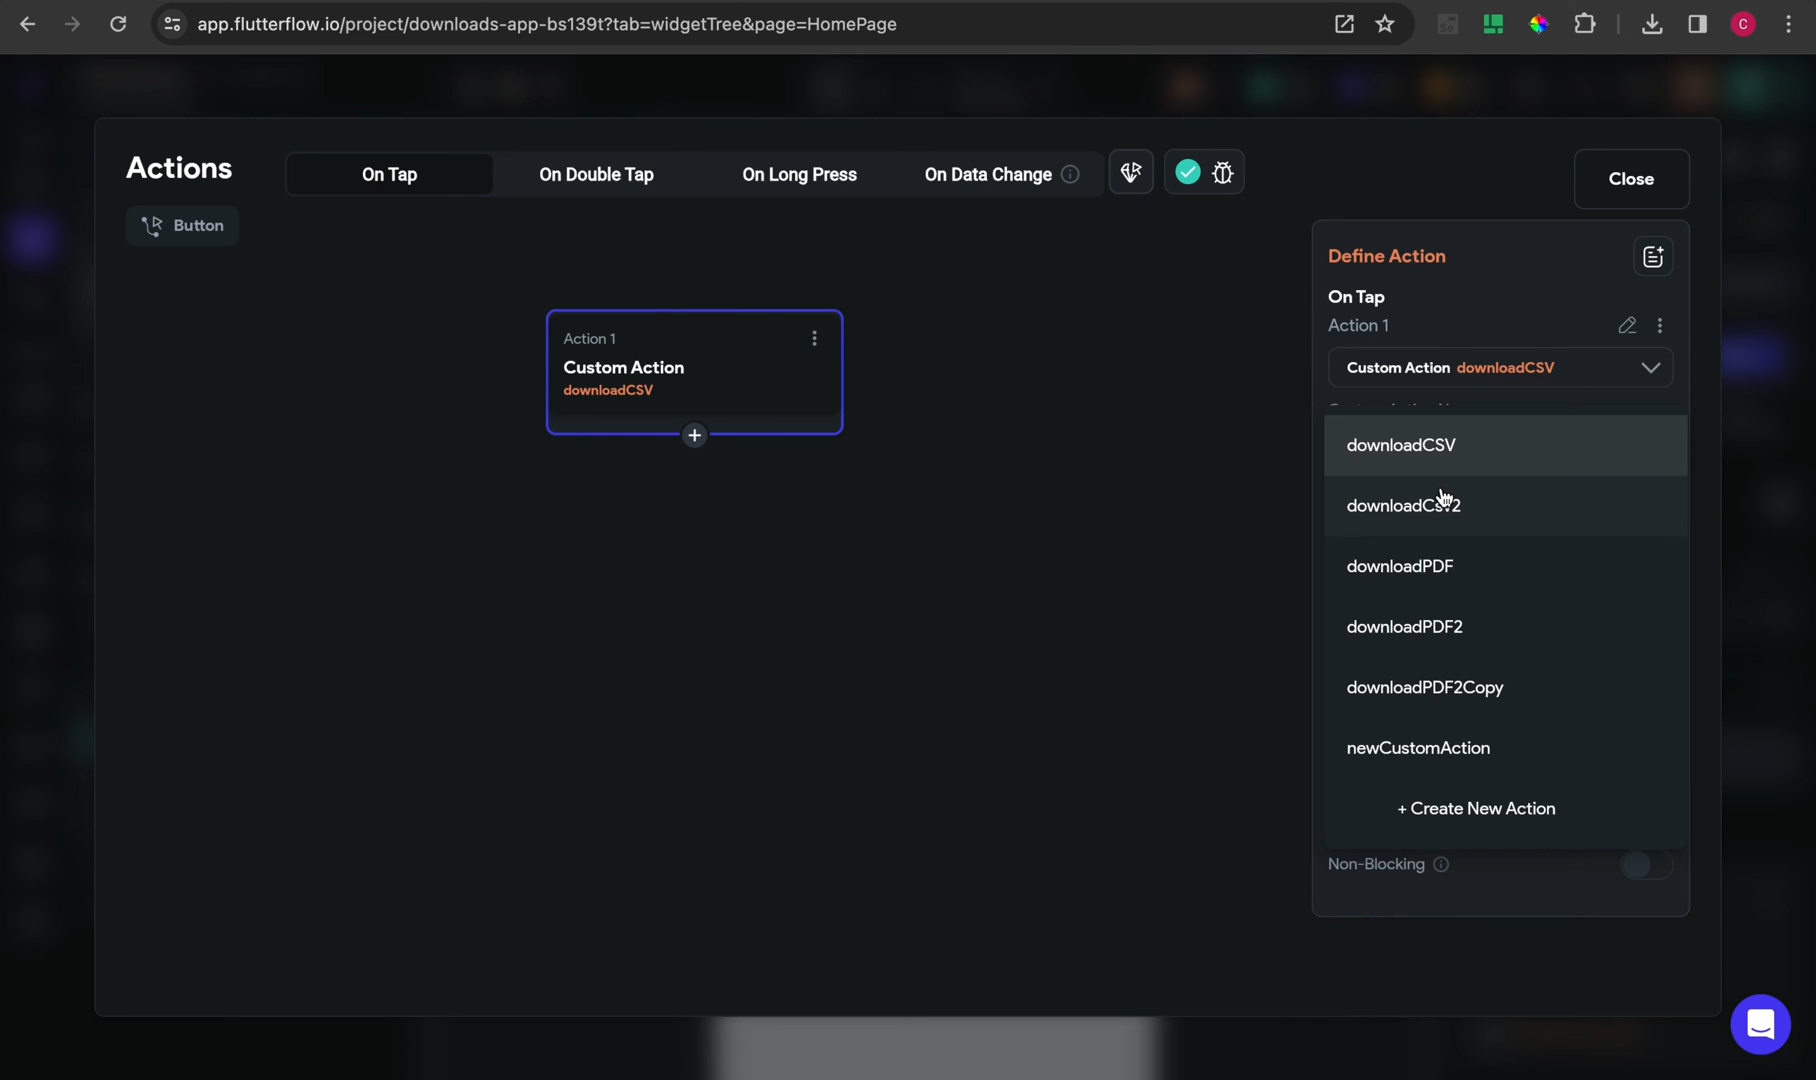 app.flutterflow.io/project/downloads-app-bs139t?tab=widgetTree&page=HomePage
C
Actions
On Tap
On Double Tap
On Long Press
On Data Change
Close
Button
Define Action
On Tap
Action 1
Action 1
Custom Action
downloadCSV
Custom Action downloadCSV
downloadCSV
downloadCSV2
downloadPDF
downloadPDF2
downloadPDF2Copy
newCustomAction
+ Create New Action
Non-Blocking